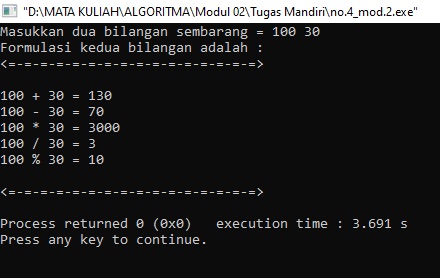 "D:\MATA KULIAH\ALGORITMA\Modul 02\Tugas Mandiri\no.4_mod.2.exe"
Masukkan dua bilangan sembarang = 100 30
Formulasi kedua bilangan adalah :
<=-=-=-=-=-=-=-=-=-=-=-=-=-=-=->
100 + 30 = 130
100 - 30 = 70
100 * 30 = 3000
100 / 30 = 3
100 % 30 = 10
<=-=-=-=-=-=-=-=-=-=-=-=-=-=-=->
Process returned 0 (0x0)   execution time : 3.691 s
Press any key to continue.